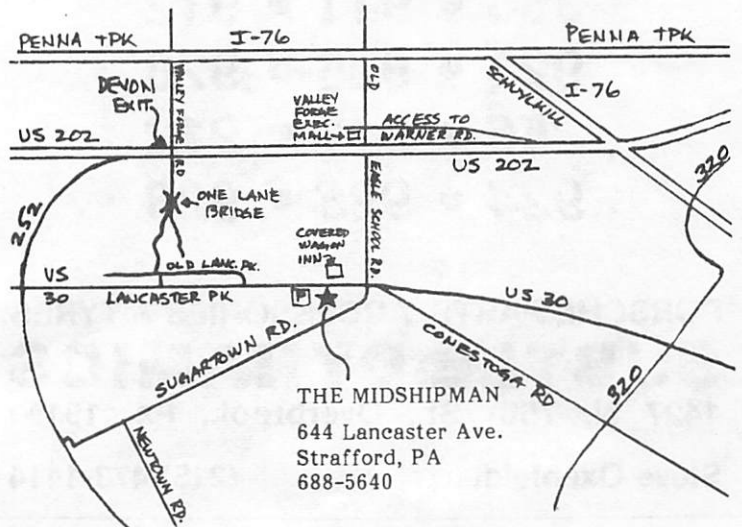 PENNA TPK
I-76
PENNA TPK
DEVON
EXIT
VALLEY FORGE RD
OLD
EAGLE SCHOOL RD.
VALLEY
FORGE
EXEC.
MALL→
ACCESS TO
WARNER RD.
SCHUYLKILL
I-76
US 202
US 202
320
252
ONE LANE
BRIDGE
COVERED
WAGON
INN
OLD LANC. PK.
US
30
LANCASTER PK
P
US 30
SUGARTOWN RD.
CONESTOGA RD
320
NEWTOWN RD.
THE MIDSHIPMAN
644 Lancaster Ave.
Strafford, PA
688-5640